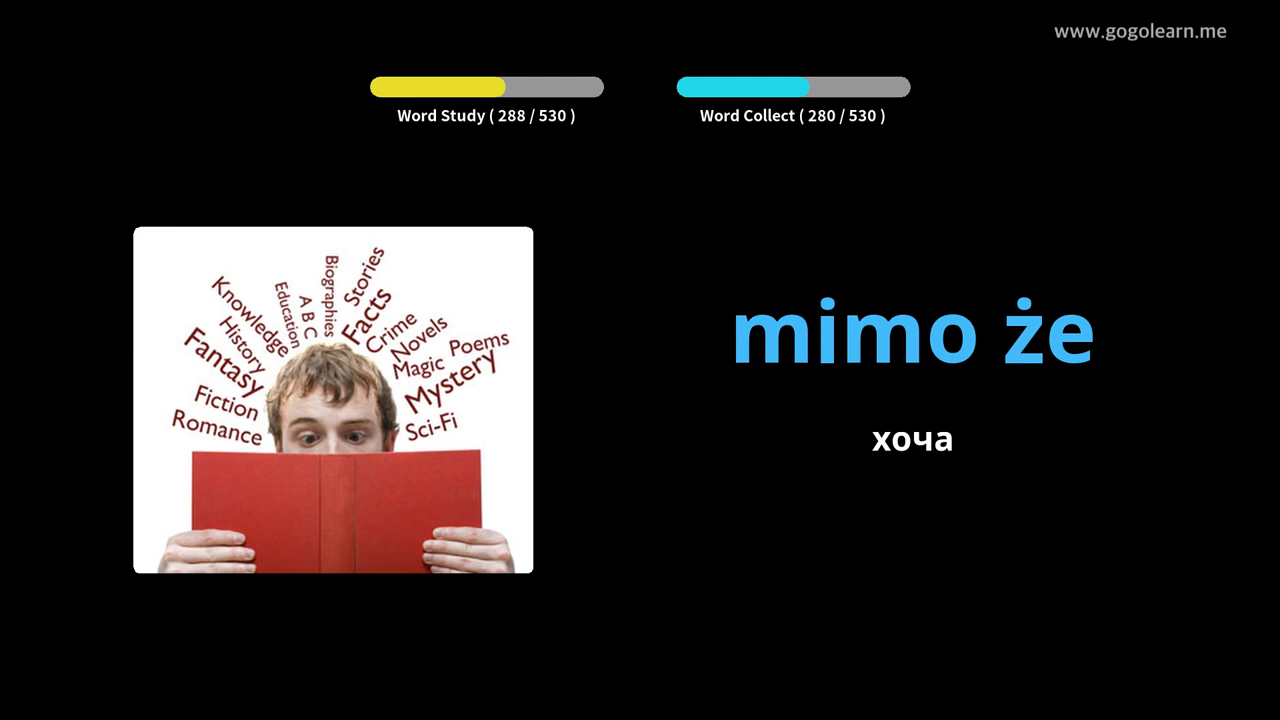 www.gogolearn.me
Word Study ( 288 / 530 )
Word Collect ( 280 / 530 )
Biographies
Stories
Education
A B C
Facts
Knowledge
Crime
History
Novels
Fantasy
Magic
Poems
Fiction
Mystery
Romance
Sci-Fi
mimo że
хоча